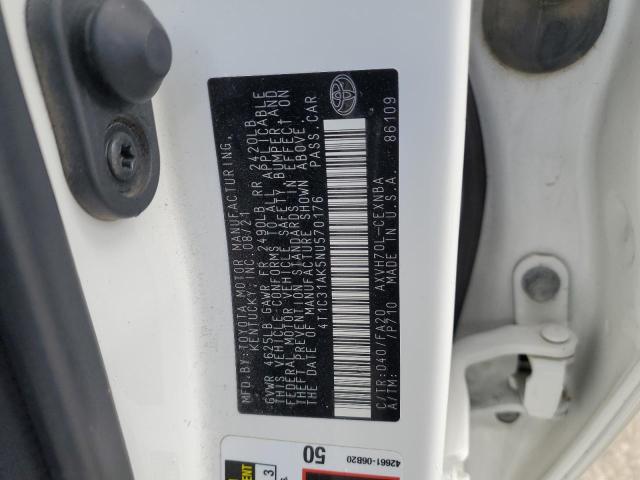 MFD.BY:TOYOTA MOTOR MANUFACTURING,
KENTUCKY, INC. 08/21
GVWR 4625LB GAWR FR 2490LB RR 2420LB
THIS VEHICLE CONFORMS TO ALL APPLICABLE
FEDERAL MOTOR VEHICLE SAFETY BUMPER AND
THEFT PREVENTION STANDARDS IN EFFECT ON
THE DATE OF MANUFACTURE SHOWN ABOVE.
4T1C31AK5NU570176 PASS.CAR
C/TR:040/FA20 AXVH70L-CEXNBA
A/TM: /P710 MADE IN U.S.A. 86109
42661-06B20
50
3